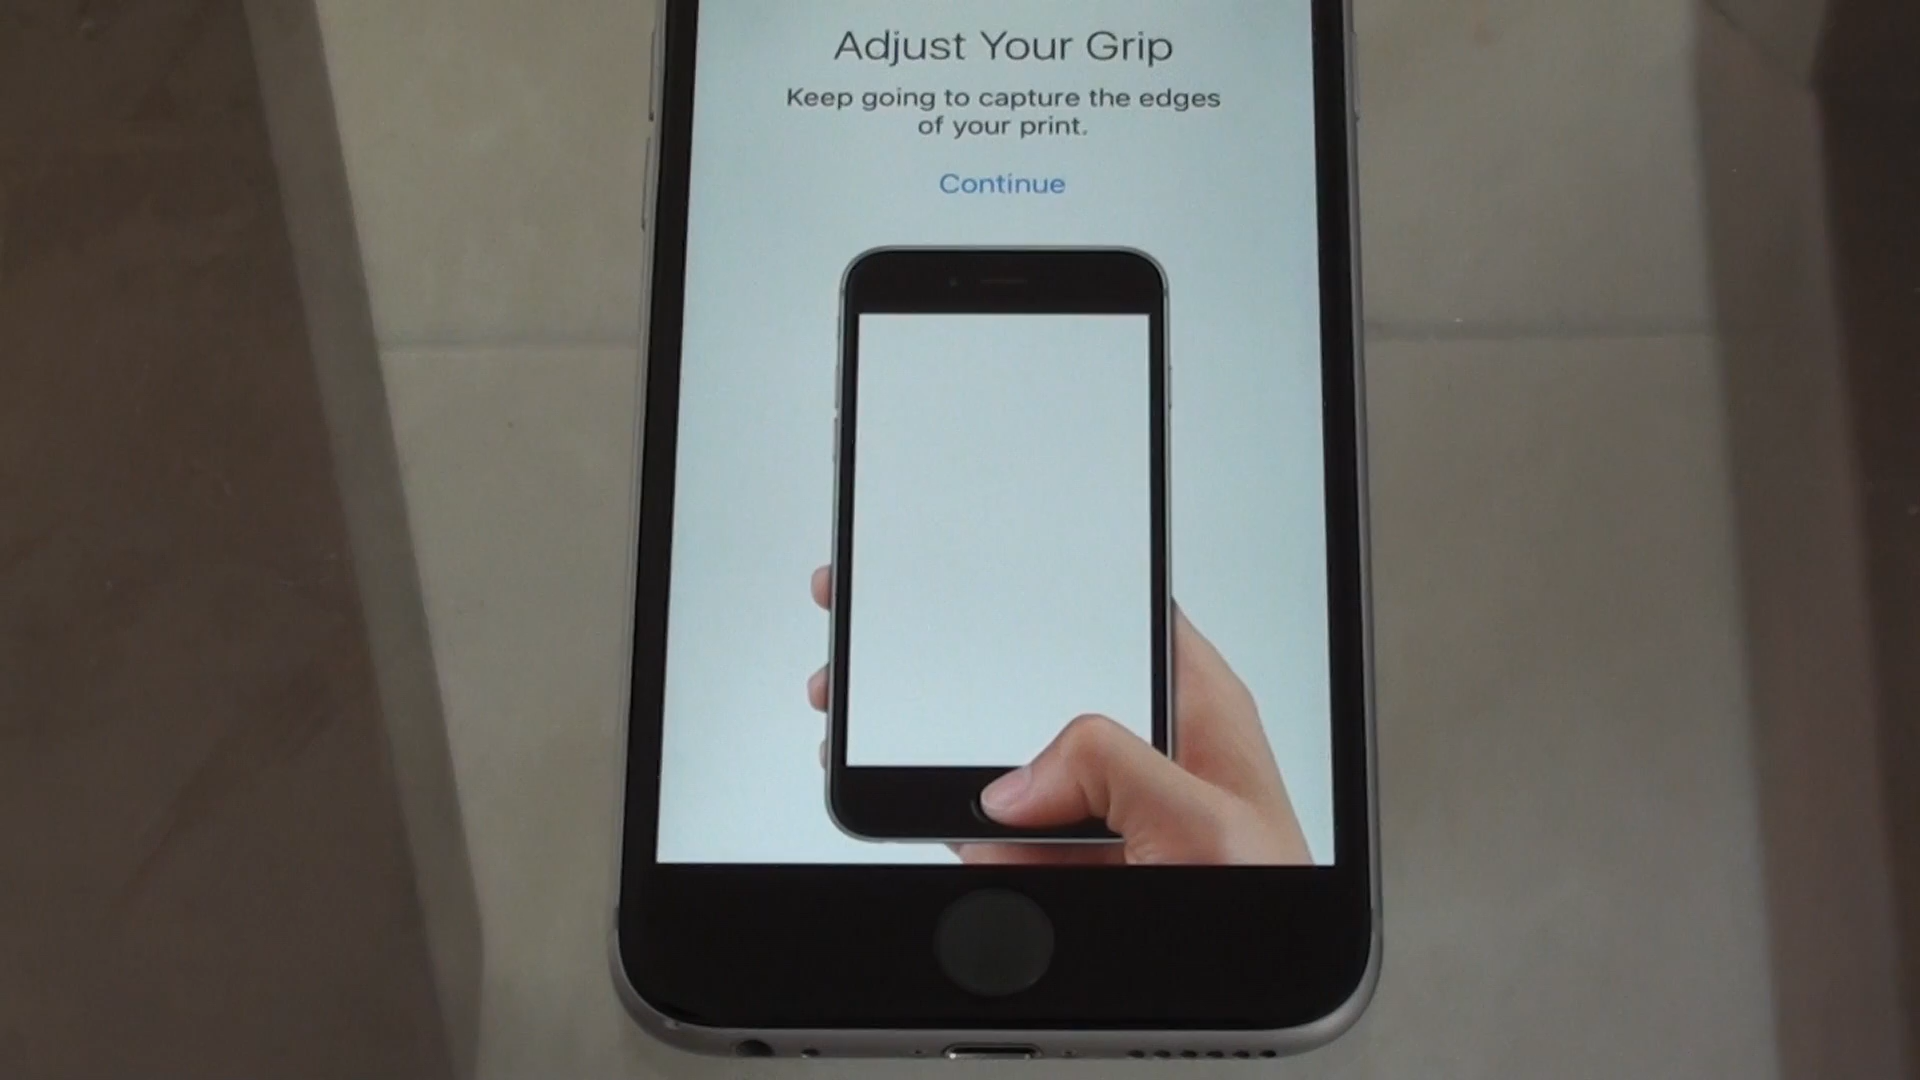 Adjust Your Grip
Keep going to capture the edges
of your print.
Continue